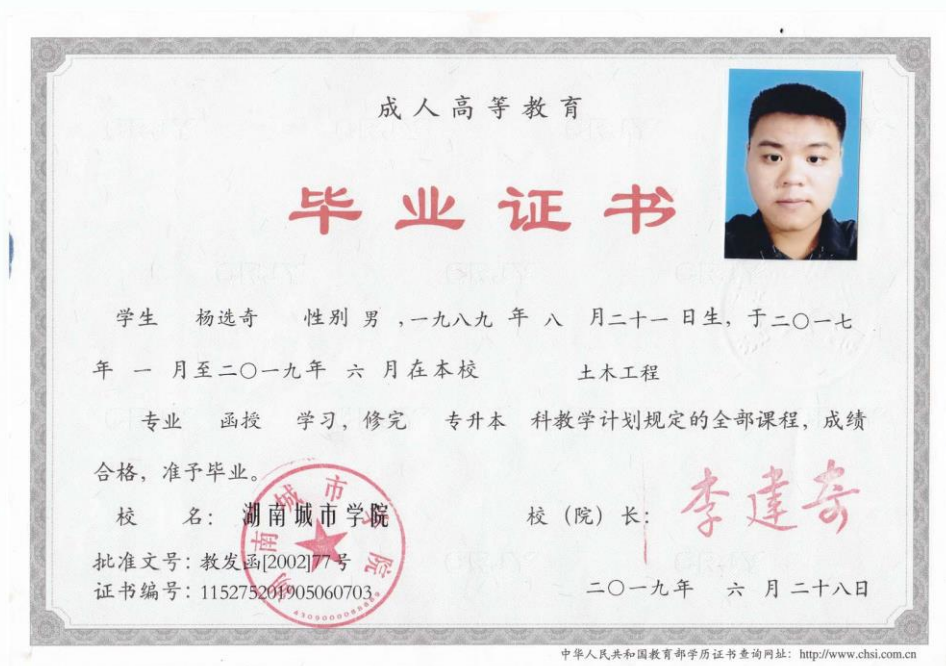 成人高等教育
毕业证书
学生 杨选奇 性别 男 ,一九八九 年 八 月二十一日生, 于二〇一七
年 一 月至二〇一九年 六 月在本校 土木工程
专业 函授 学习, 修完 专升本 科教学计划规定的全部课程, 成绩
合格, 准予毕业。
校 名: 湖南城市学院 校 (院) 长: 李建奇
湖南城市学院
批准文号: 教发函[2002]77号
证书编号: 115275201905060703
二〇一九年 六 月 二十八日
中华人民共和国教育部学历证书查询网址: http://www.chsi.com.cn